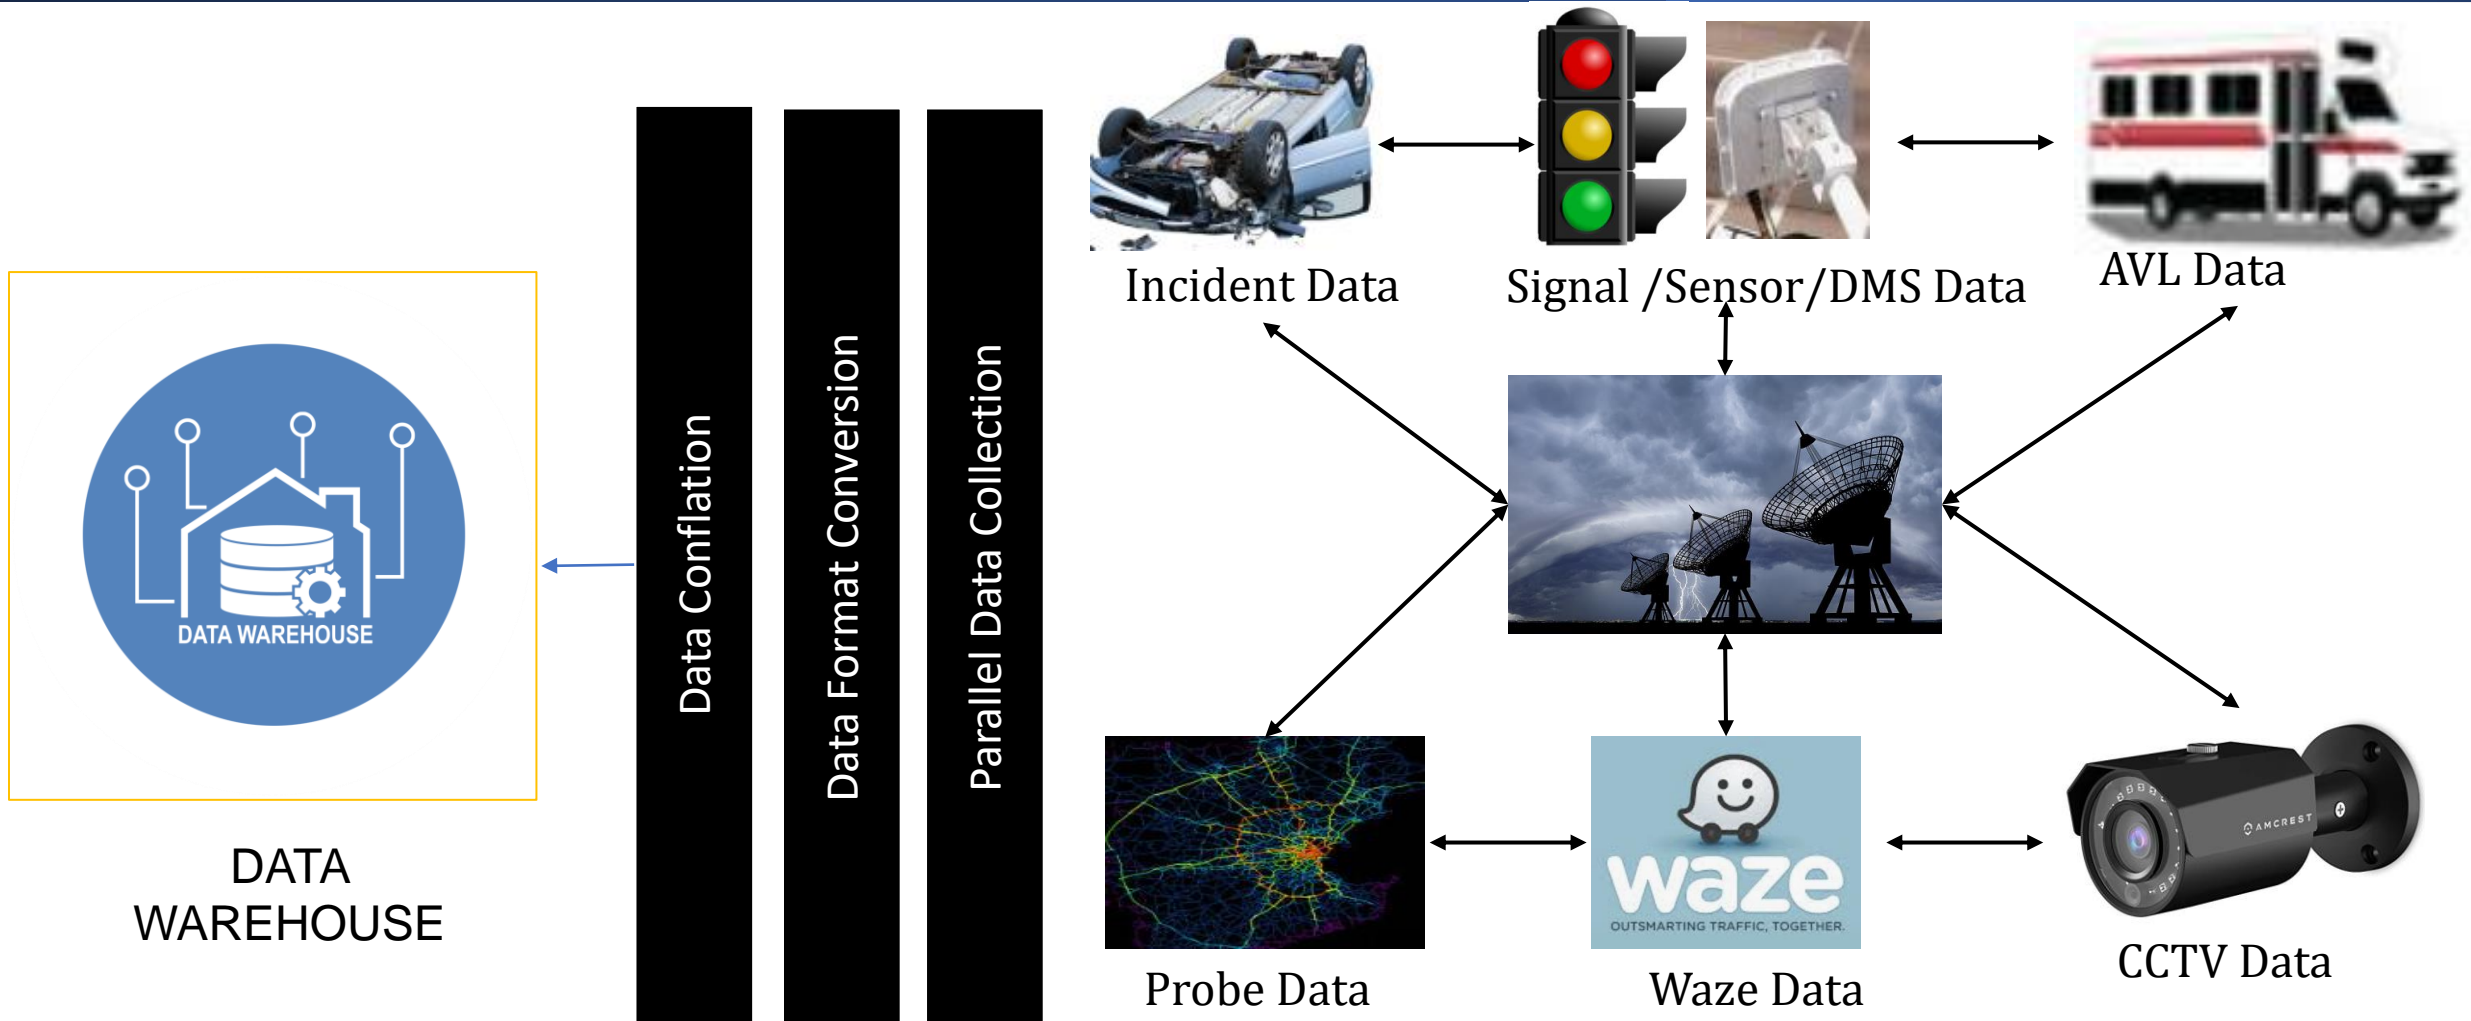 Incident Data
Signal /Sensor/DMS Data
AVL Data
DATA WAREHOUSE
DATA
WAREHOUSE
Data Conflation
Data Format Conversion
Parallel Data Collection
waze
OUTSMARTING TRAFFIC, TOGETHER.
AMCREST
Probe Data
Waze Data
CCTV Data